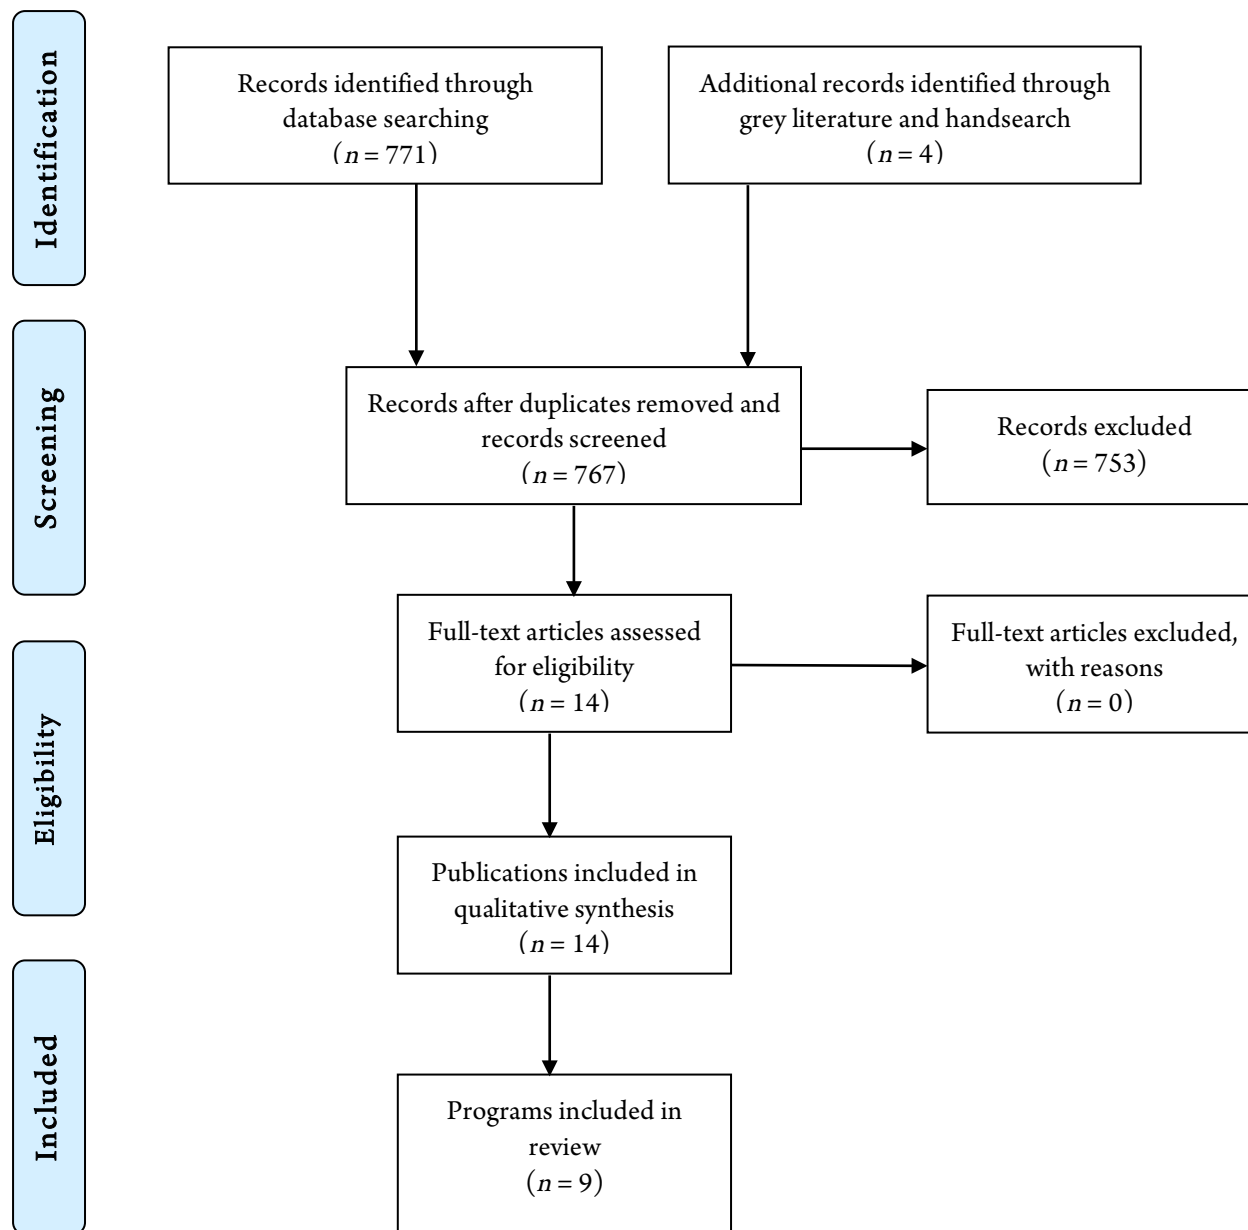 Identification
Records identified through
database searching
(n = 771)
Additional records identified through
grey literature and handsearch
(n = 4)
Screening
Records after duplicates removed and
records screened
(n = 767)
Records excluded
(n = 753)
Eligibility
Full-text articles assessed
for eligibility
(n = 14)
Full-text articles excluded,
with reasons
(n = 0)
Publications included in
qualitative synthesis
(n = 14)
Included
Programs included in
review
(n = 9)